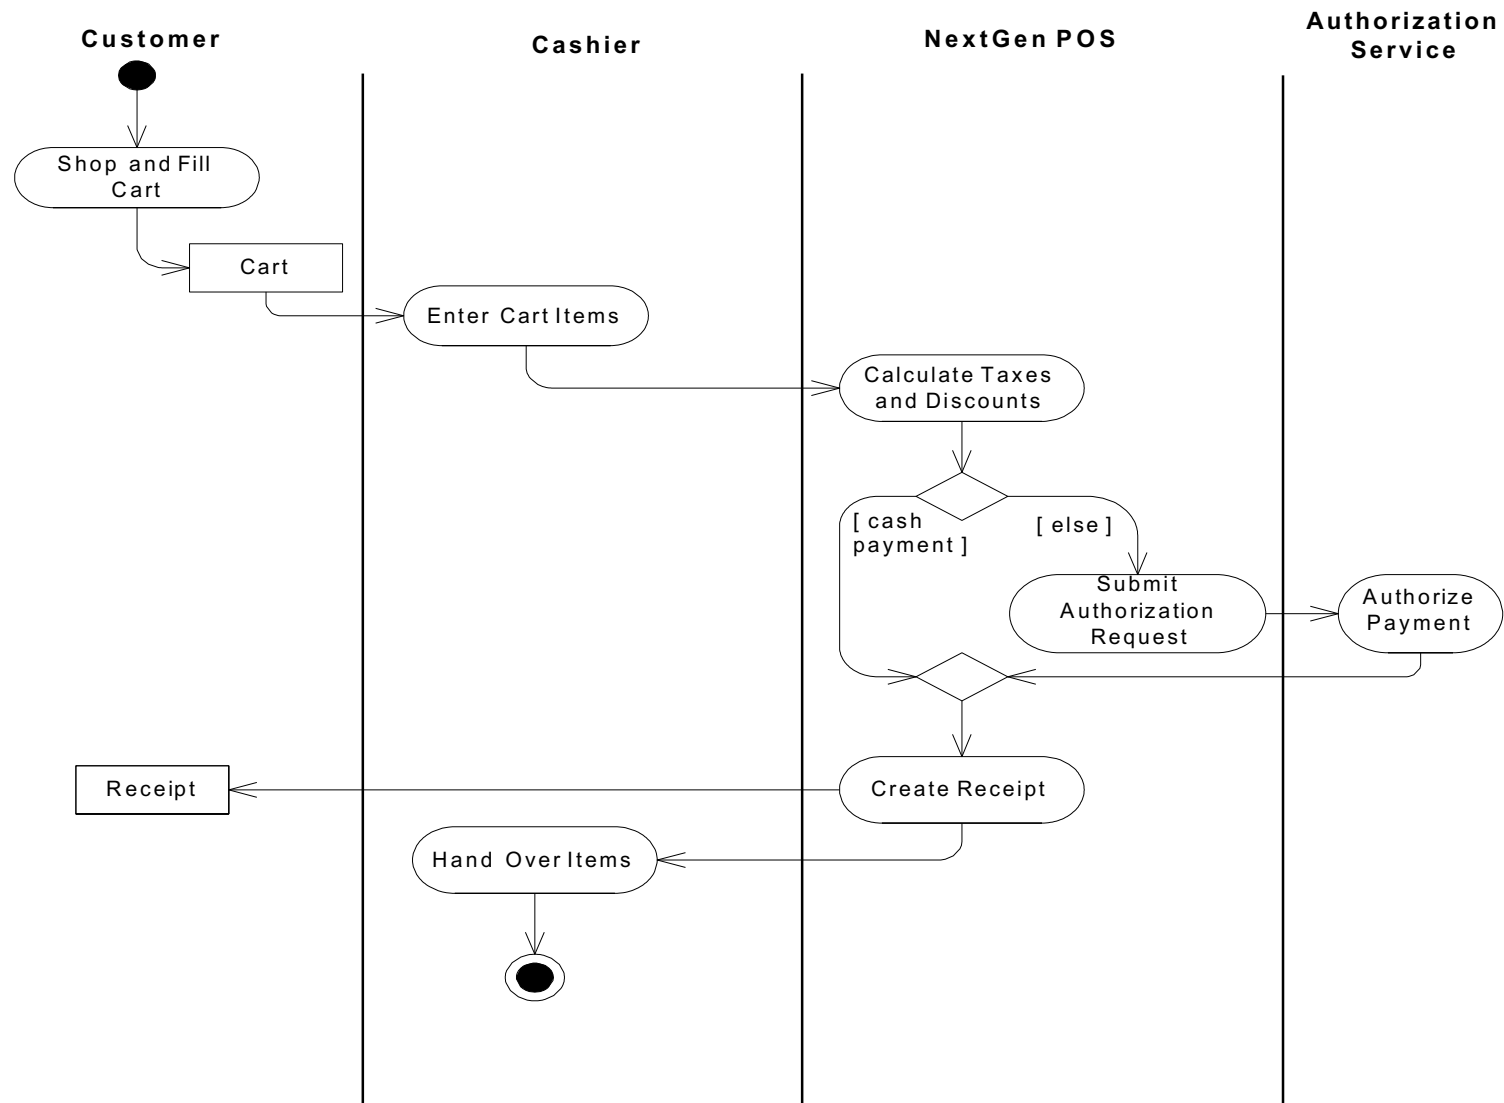 Customer
Cashier
NextGen POS
Authorization
Service
Shop and Fill
Cart
Cart
Enter Cart Items
Calculate Taxes
and Discounts
[ cash
payment ]
[ else ]
Submit
Authorization
Request
Authorize
Payment
Receipt
Create Receipt
Hand Over Items